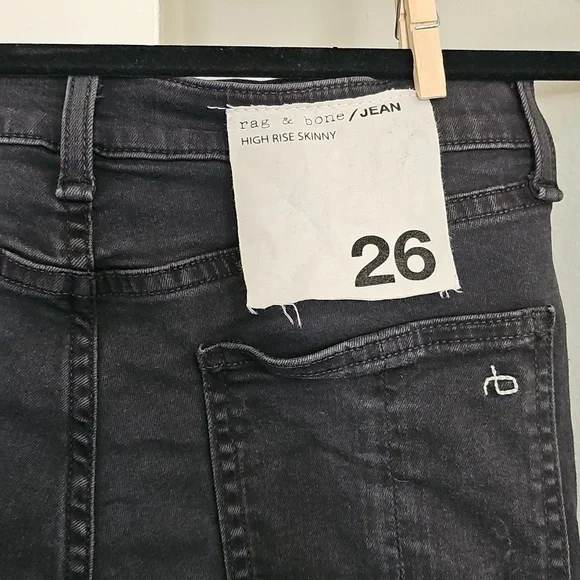 rag & bone/JEAN
HIGH RISE SKINNY
26
rb